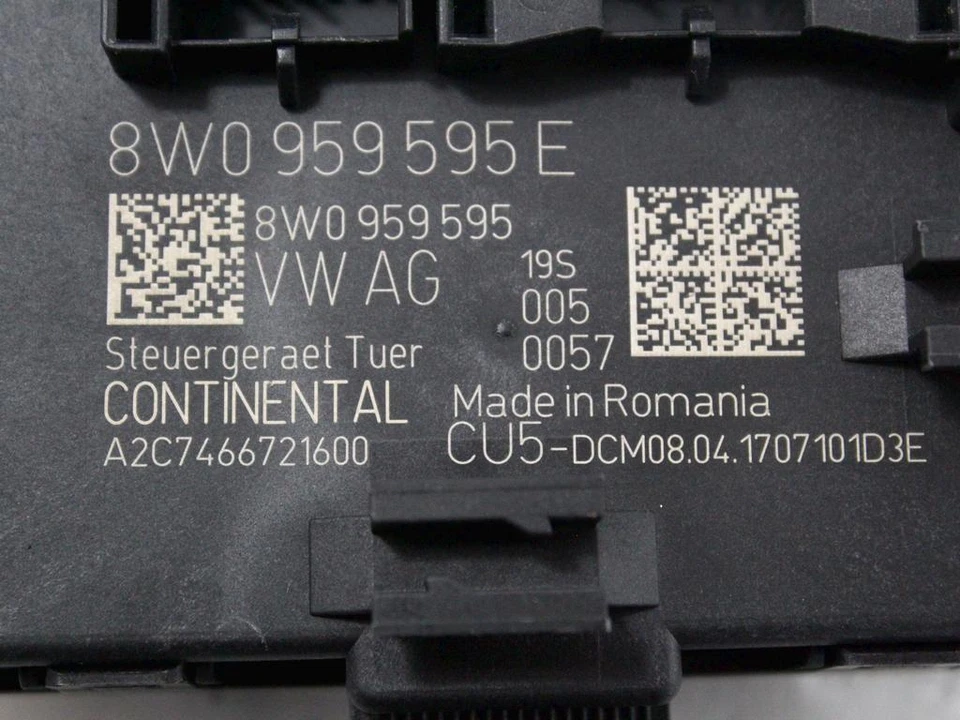 8W0 959 595 E
8W0 959 595
VW AG
19S
005
0057
Steuergeraet Tuer
CONTINENTAL
Made in Romania
A2C7466721600
CU5-DCM08.04.1707101D3E